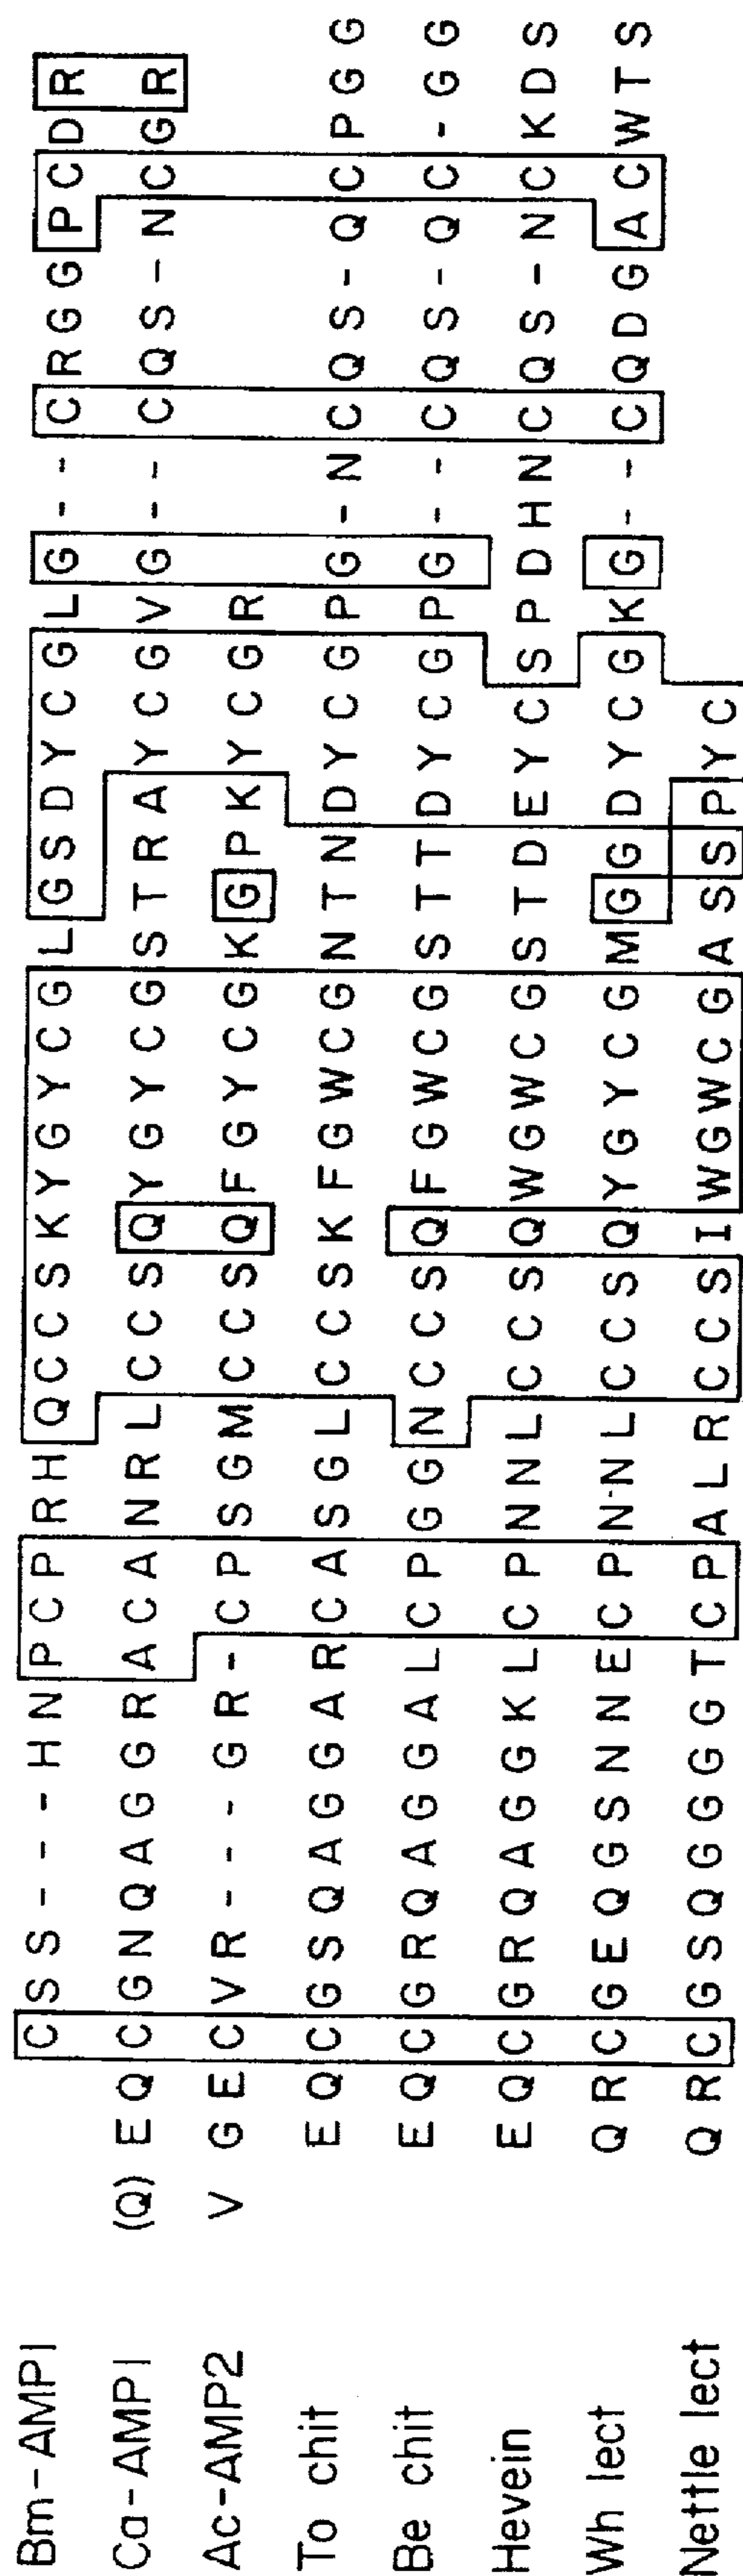 Bm-AMP1 C S S - - - H N P C P R H Q C C S K Y G Y C G L G S D Y C G L G - - C R G G P C D R
Ca-AMP1 (Q) E Q C G N Q A G G R A C A N R L C C S Q Y G Y C G S T R A Y C G V G - - C Q S - N C G R
Ac-AMP2 V G E C V R - - - G R - C P S G M C C S Q F G Y C G K G P K Y C G R
To chit E Q C G S Q A G G A R C A S G L C C S K F G W C G N T N D Y C G P G - N C Q S - Q C P G G
Be chit E Q C G R Q A G G A L C P G G N C C S Q F G W C G S T T D Y C G P G - - C Q S - Q C - G G
Hevein E Q C G R Q A G G K L C P N N L C C S Q W G W C G S T D E Y C S P D H N C Q S - N C K D S
Wh lect Q R C G E Q G S N N E C P N N L C C S Q Y G Y C G M G G D Y C G K G - - C Q D G A C W T S
Nettle lect Q R C G S Q G G G G T C P A L R C C S I W G W C G A S S P Y C